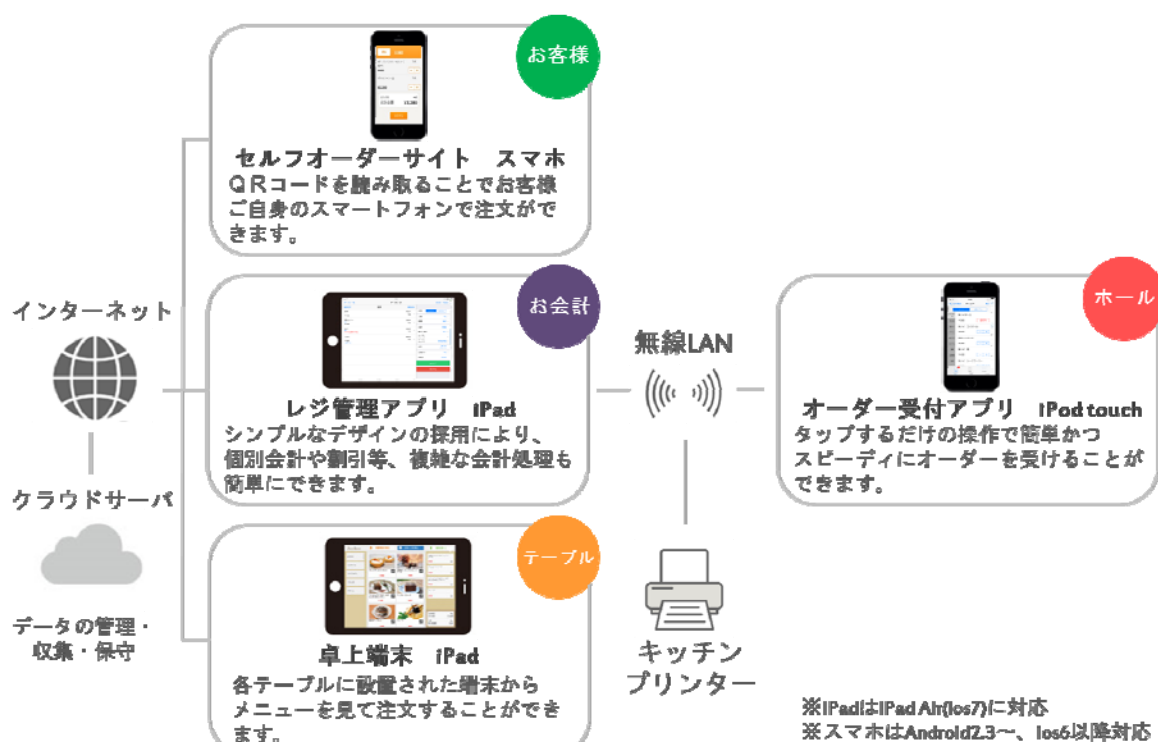 お客様
セルフオーダーサイト　スマホ
QRコードを読み取ることでお客様
ご自身のスマートフォンで注文がで
きます。
インターネット
クラウドサーバ
データの管理・
収集・保守
お会計
レジ管理アプリ　iPad
シンプルなデザインの採用により、
個別会計や割引等、複雑な会計処理も
簡単にできます。
テーブル
卓上端末　iPad
各テーブルに設置された端末から
メニューを見て注文することができ
ます。
無線LAN
キッチン
プリンター
ホール
オーダー受付アプリ　iPod touch
タップするだけの操作で簡単かつ
スピーディにオーダーを受けることが
できます。
※iPadはiPad Air(ios7)に対応
※スマホはAndroid2.3〜、ios6以降対応